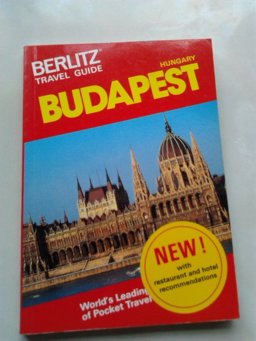 BERLITZ®
TRAVEL GUIDE
HUNGARY
BUDAPEST
NEW!
with
restaurant and hotel
recommendations
World's Leading
of Pocket Travel